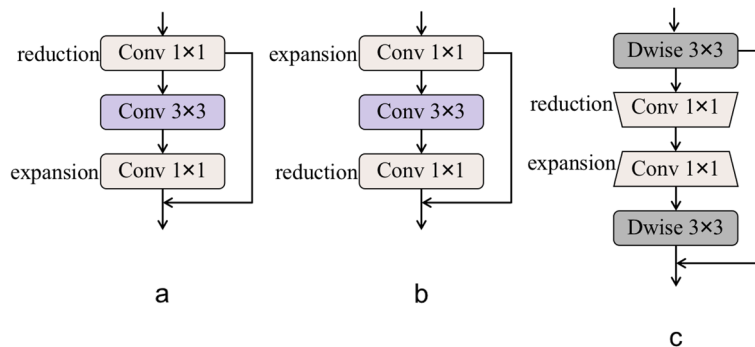 reduction
Conv 1×1
Conv 3×3
expansion
Conv 1×1
a
expansion
Conv 1×1
Conv 3×3
reduction
Conv 1×1
b
Dwise 3×3
reduction
Conv 1×1
expansion
Conv 1×1
Dwise 3×3
c